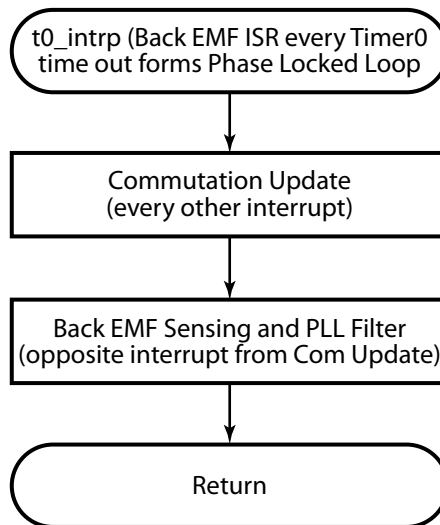 t0_intrp (Back EMF ISR every Timer0
time out forms Phase Locked Loop
Commutation Update
(every other interrupt)
Back EMF Sensing and PLL Filter
(opposite interrupt from Com Update)
Return